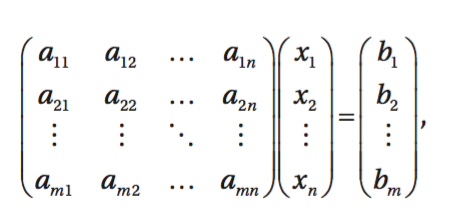 a₁₁ a₁₂ … a₁ₙ x₁ b₁
a₂₁ a₂₂ … a₂ₙ x₂ = b₂ ,
⋮ ⋮ ⋱ ⋮ ⋮ ⋮
aₘ₁ aₘ₂ … aₘₙ xₙ bₘ